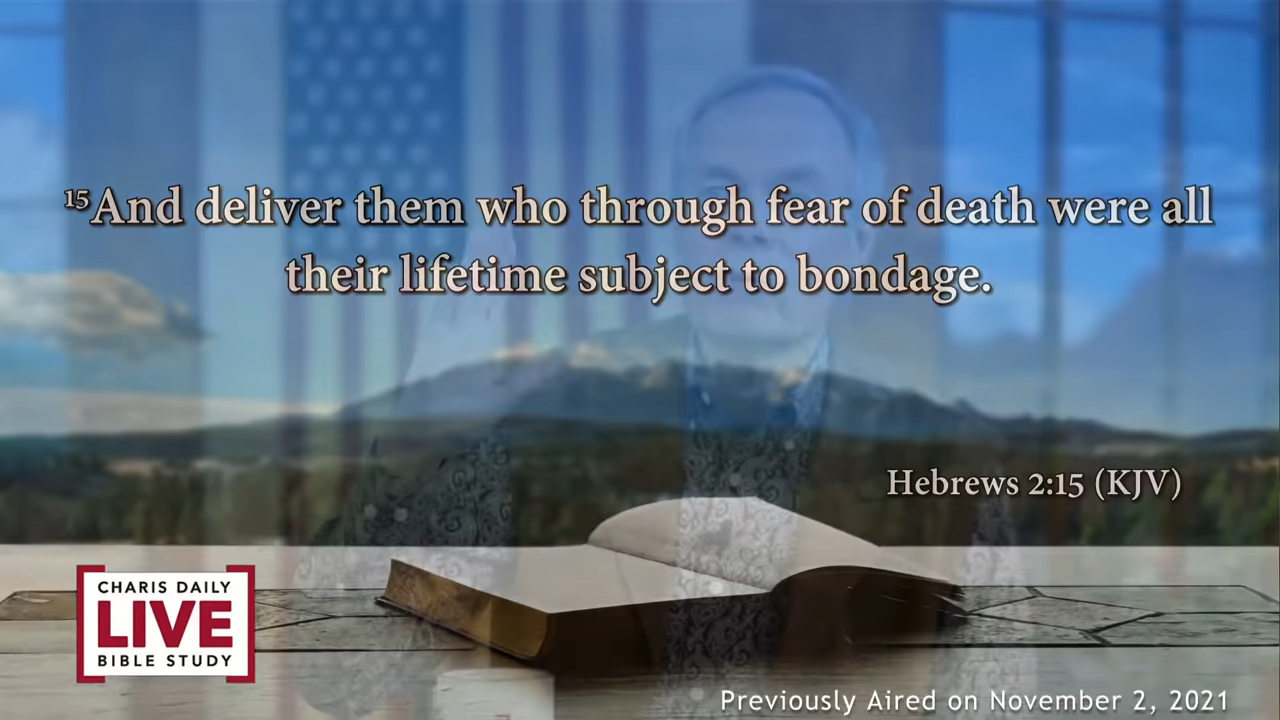 ¹⁵And deliver them who through fear of death were all
their lifetime subject to bondage.
Hebrews 2:15 (KJV)
CHARIS DAILY
LIVE
BIBLE STUDY
Previously Aired on November 2, 2021